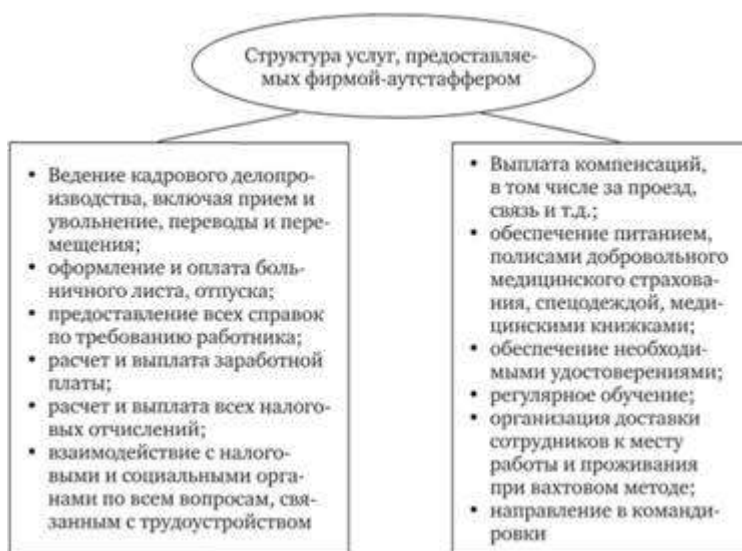 Структура услуг, предоставляе-
мых фирмой-аутстаффером
• Ведение кадрового делопро-
изводства, включая прием и
увольнение, переводы и пере-
мещения;
• оформление и оплата боль-
ничного листа, отпуска;
• предоставление всех справок
по требованию работника;
• расчет и выплата заработной
платы;
• расчет и выплата всех налого-
вых отчислений;
• взаимодействие с налого-
выми и социальными орга-
нами по всем вопросам, свя-
занным с трудоустройством
• Выплата компенсаций,
в том числе за проезд,
связь и т.д.;
• обеспечение питанием,
полисами добровольного
медицинского страхова-
ния, спецодеждой, меди-
цинскими книжками;
• обеспечение необходи-
мыми удостоверениями;
• регулярное обучение;
• организация доставки
сотрудников к месту
работы и проживания
при вахтовом методе;
• направление в команди-
ровки